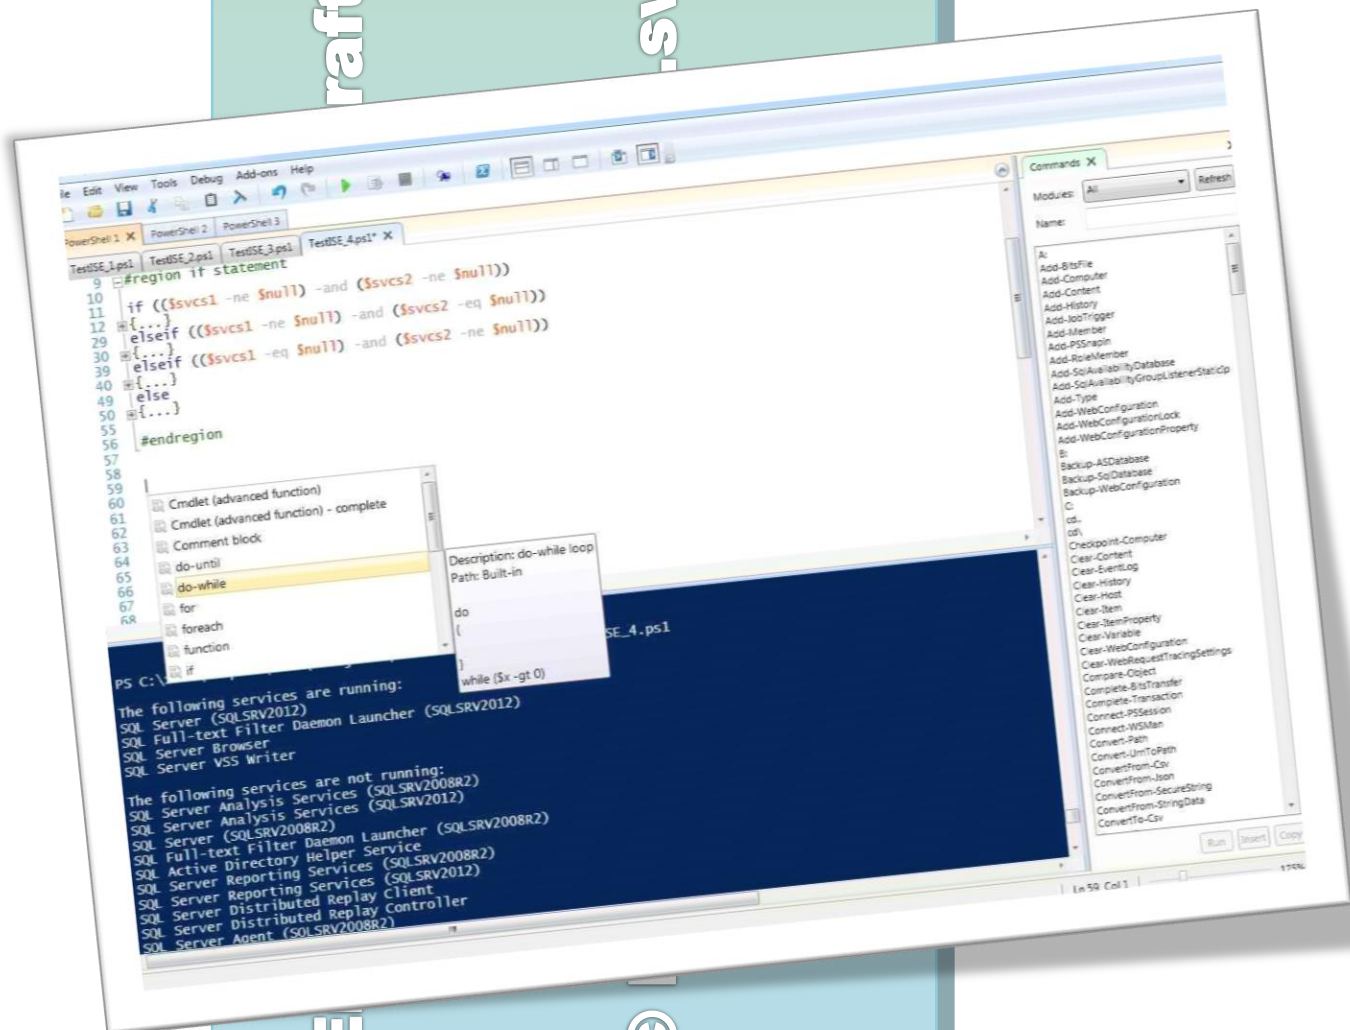 raft
.sv
le Edit View Tools Debug Add-ons Help
PowerShell 1 X PowerShell 2 PowerShell 3
TestISE_1.ps1 TestISE_2.ps1 TestISE_3.ps1 TestISE_4.ps1* X
9 #region if statement
10
11 if (($svcs1 -ne $null) -and ($svcs2 -ne $null))
12 {...}
29 elseif (($svcs1 -ne $null) -and ($svcs2 -eq $null))
30 {...}
39 elseif (($svcs1 -eq $null) -and ($svcs2 -ne $null))
40 {...}
49 else
50 {...}
55
56 #endregion
57
58
59
60
61
62
63
64
65
66
67
68
Cmdlet (advanced function)
Cmdlet (advanced function) - complete
Comment block
do-until
do-while
for
foreach
function
if
Description: do-while loop
Path: Built-in
do
{
}
while ($x -gt 0)
SE_4.ps1
PS C:\
The following services are running:
SQL Server (SQLSRV2012)
SQL Full-text Filter Daemon Launcher (SQLSRV2012)
SQL Server Browser
SQL Server VSS Writer
The following services are not running:
SQL Server Analysis Services (SQLSRV2008R2)
SQL Server Analysis Services (SQLSRV2012)
SQL Server (SQLSRV2008R2)
SQL Full-text Filter Daemon Launcher (SQLSRV2008R2)
SQL Active Directory Helper Service
SQL Server Reporting Services (SQLSRV2008R2)
SQL Server Reporting Services (SQLSRV2012)
SQL Server Distributed Replay Client
SQL Server Distributed Replay Controller
SQL Server Agent (SQLSRV2008R2)
Commands X
Modules: All Refresh
Name:
A:
Add-BitsFile
Add-Computer
Add-Content
Add-History
Add-JobTrigger
Add-Member
Add-PSSnapin
Add-RoleMember
Add-SqlAvailabilityDatabase
Add-SqlAvailabilityGroupListenerStaticIp
Add-Type
Add-WebConfiguration
Add-WebConfigurationLock
Add-WebConfigurationProperty
B:
Backup-ASDatabase
Backup-SqlDatabase
Backup-WebConfiguration
C:
cd..
cd\
Checkpoint-Computer
Clear-Content
Clear-EventLog
Clear-History
Clear-Host
Clear-Item
Clear-ItemProperty
Clear-Variable
Clear-WebConfiguration
Clear-WebRequestTracingSettings
Compare-Object
Complete-BitsTransfer
Complete-Transaction
Connect-PSSession
Connect-WSMan
Convert-Path
Convert-UrnToPath
ConvertFrom-Csv
ConvertFrom-Json
ConvertFrom-SecureString
ConvertFrom-StringData
ConvertTo-Csv
Run Insert Copy
Ln 59 Col 1 175%